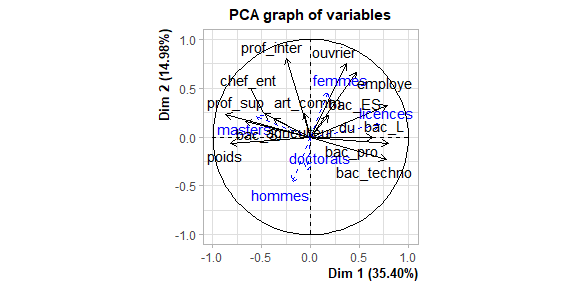 PCA graph of variables
Dim 2 (14.98%)
1.0
0.5
0.0
-0.5
-1.0
prof_inter
ouvrier
chef_ent
femmes
employe
prof_sup
art_comm
bac_ES
licences
masters
du
bac_L
poids
doctorats
bac_pro
bac_techno
hommes
-1.0 -0.5 0.0 0.5 1.0
Dim 1 (35.40%)